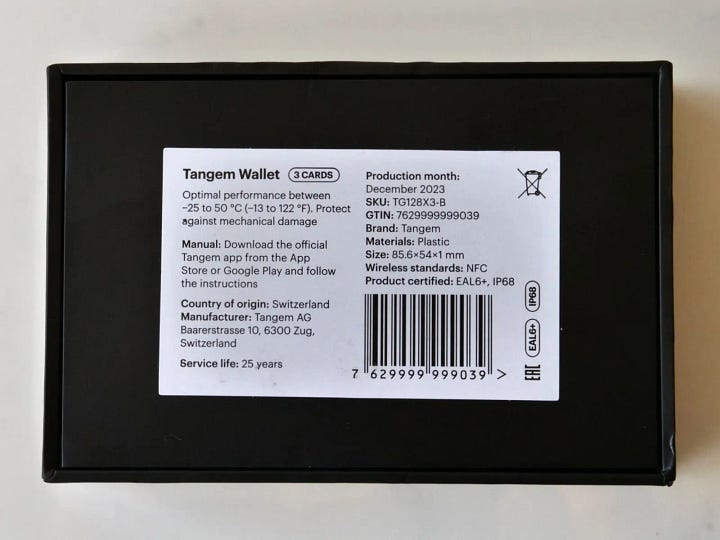 Tangem Wallet 3 CARDS
Optimal performance between
–25 to 50 °C (–13 to 122 °F). Protect
against mechanical damage
Manual: Download the official
Tangem app from the App
Store or Google Play and follow
the instructions
Country of origin: Switzerland
Manufacturer: Tangem AG
Baarerstrasse 10, 6300 Zug,
Switzerland
Service life: 25 years
Production month:
December 2023
SKU: TG128X3-B
GTIN: 7629999999039
Brand: Tangem
Materials: Plastic
Size: 85.6×54×1 mm
Wireless standards: NFC
Product certified: EAL6+, IP68
7 629999 999039 >
IP68
EAL6+
EAC